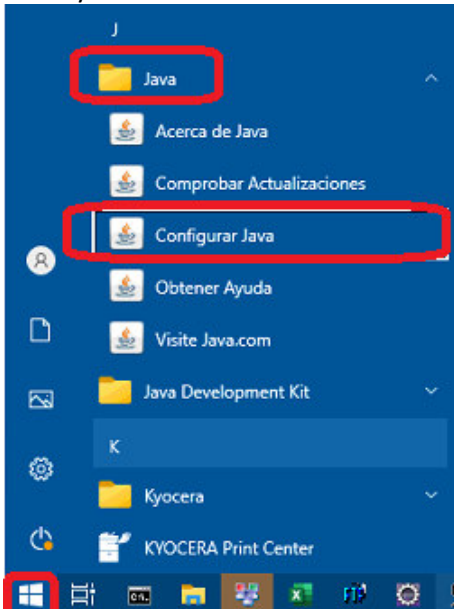 J
Java
Acerca de Java
Comprobar Actualizaciones
Configurar Java
Obtener Ayuda
Visite Java.com
Java Development Kit
K
Kyocera
KYOCERA Print Center